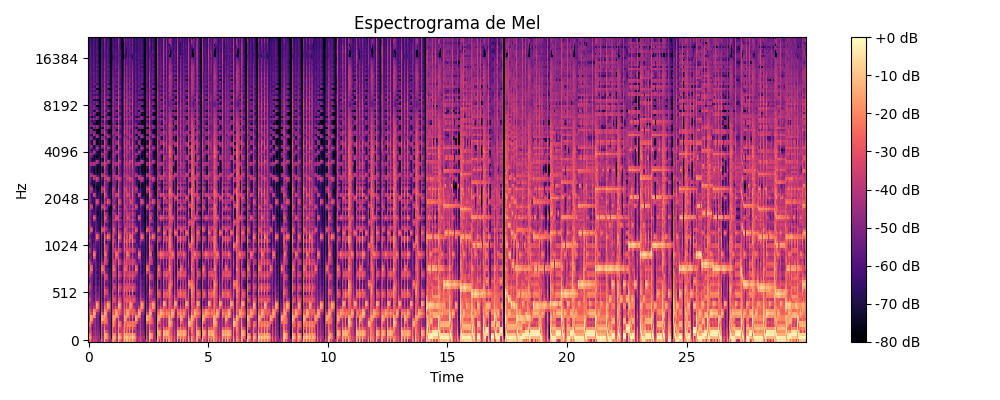 Espectrograma de Mel
Hz
16384
8192
4096
2048
1024
512
0
0
5
10
15
20
25
Time
+0 dB
-10 dB
-20 dB
-30 dB
-40 dB
-50 dB
-60 dB
-70 dB
-80 dB